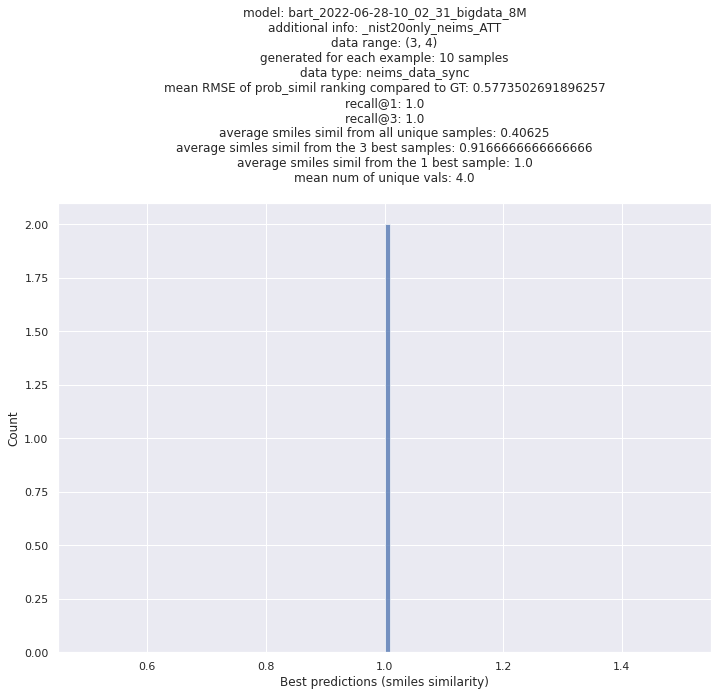 model: bart_2022-06-28-10_02_31_bigdata_8M
additional info: _nist20only_neims_ATT
data range: (3, 4)
generated for each example: 10 samples
data type: neims_data_sync
mean RMSE of prob_simil ranking compared to GT: 0.5773502691896257
recall@1: 1.0
recall@3: 1.0
average smiles simil from all unique samples: 0.40625
average simles simil from the 3 best samples: 0.9166666666666666
average smiles simil from the 1 best sample: 1.0
mean num of unique vals: 4.0
2.00
1.75
1.50
1.25
1.00
0.75
0.50
0.25
0.00
Count
0.6 0.8 1.0 1.2 1.4
Best predictions (smiles similarity)